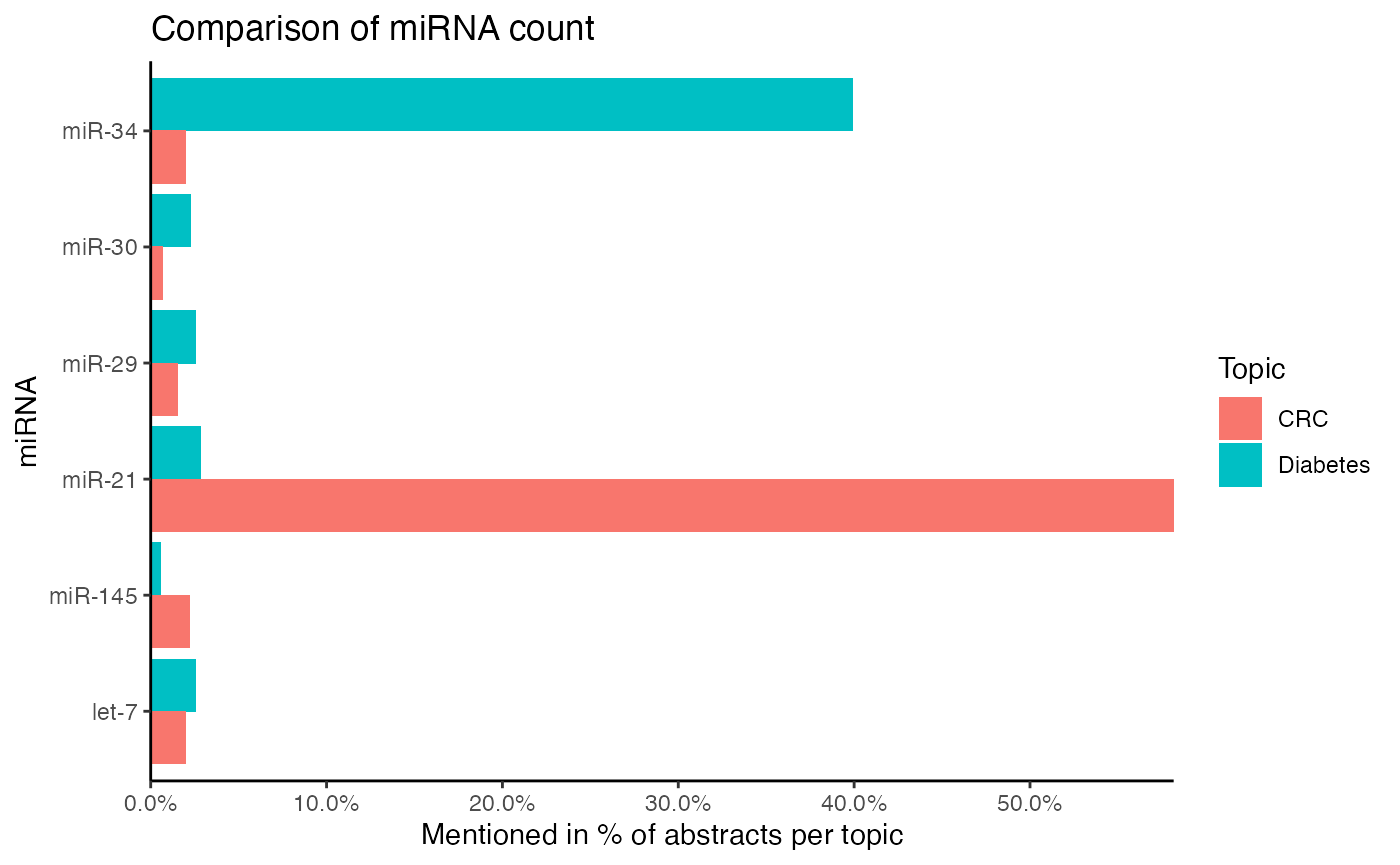 Comparison of miRNA count
miRNA
miR-34
miR-30
miR-29
miR-21
miR-145
let-7
0.0% 10.0% 20.0% 30.0% 40.0% 50.0%
Mentioned in % of abstracts per topic
Topic
CRC
Diabetes